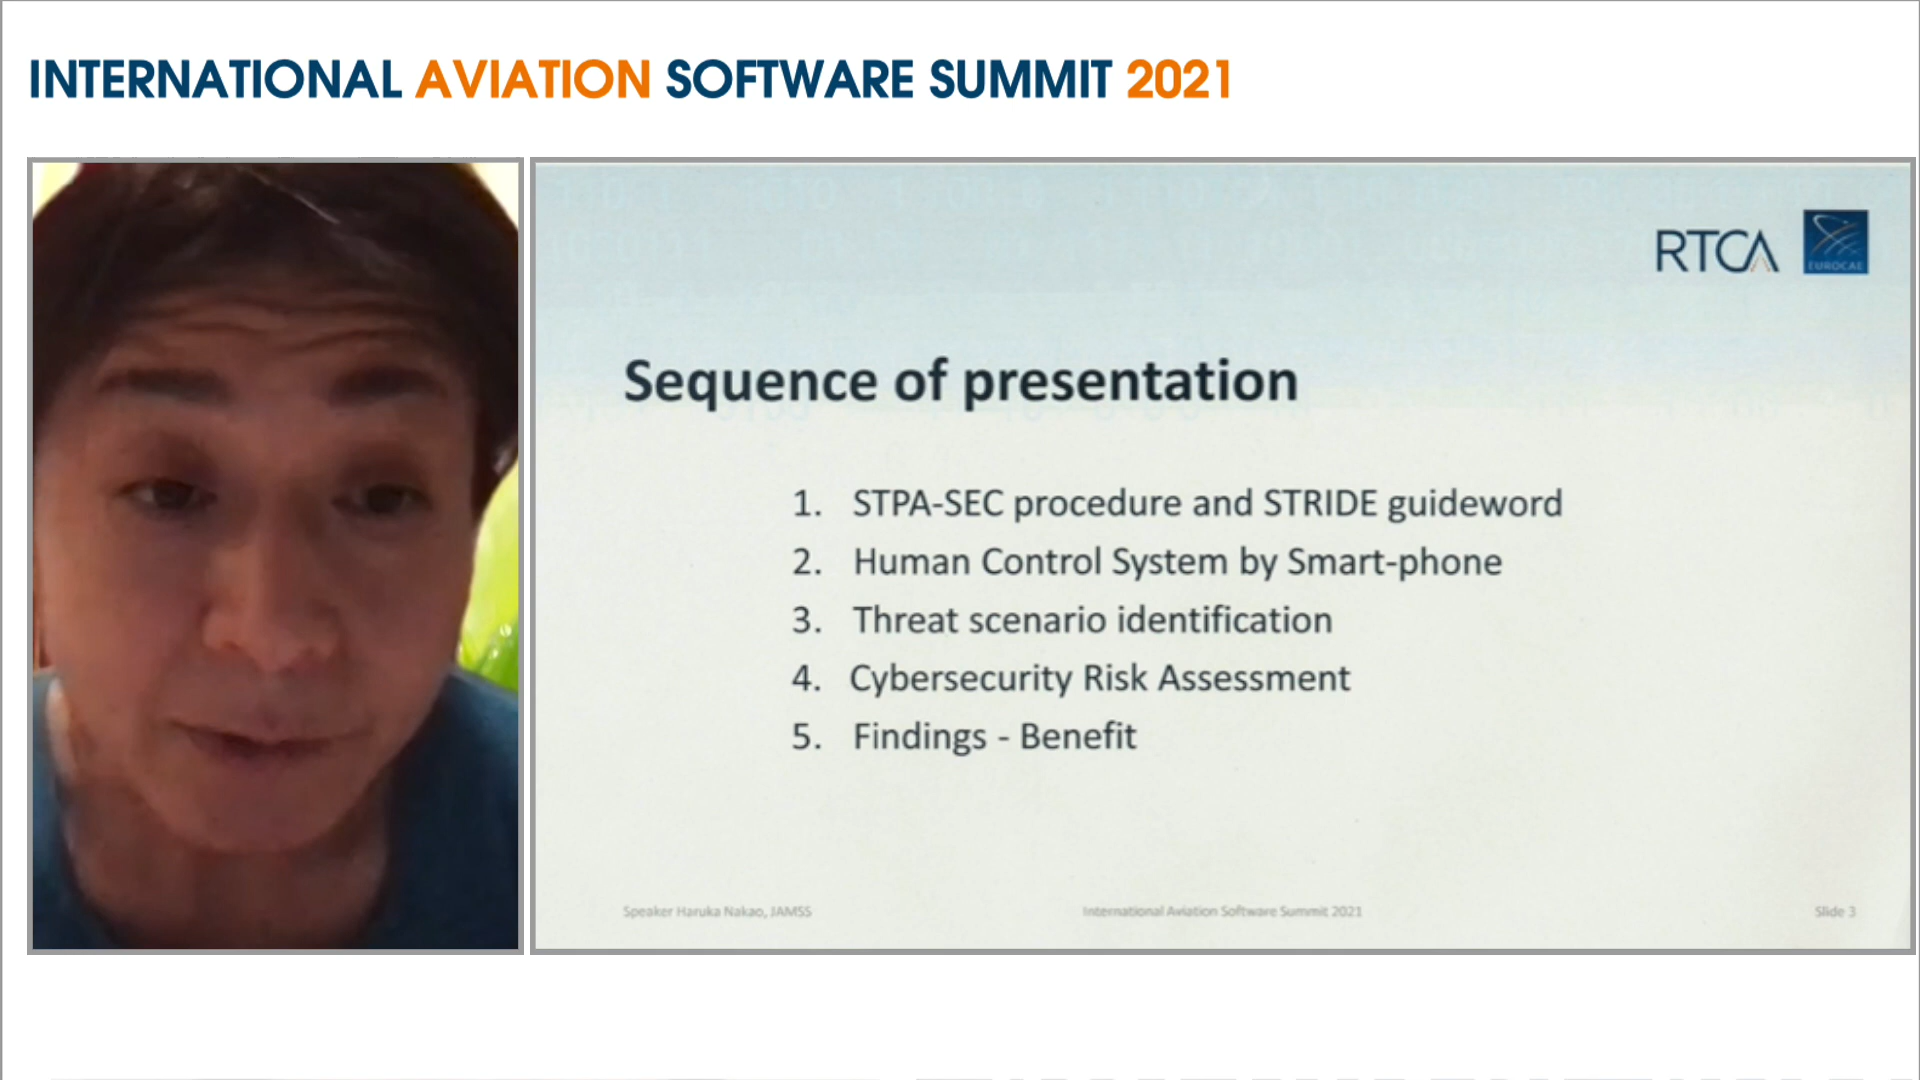 INTERNATIONAL AVIATION SOFTWARE SUMMIT 2021
RTCA
EUROCAE
Sequence of presentation
1. STPA-SEC procedure and STRIDE guideword
2. Human Control System by Smart-phone
3. Threat scenario identification
4. Cybersecurity Risk Assessment
5. Findings - Benefit
Speaker Haruka Nakao, JAMSS
International Aviation Software Summit 2021
Slide 3